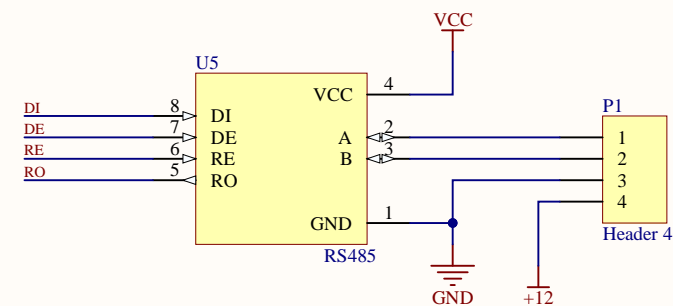 VCC
U5
4
VCC
P1
DI 8 DI
DE 7 DE A 2 1
RE 6 RE B 3 2
RO 5 RO 3
4
GND 1
Header 4
RS485
GND +12